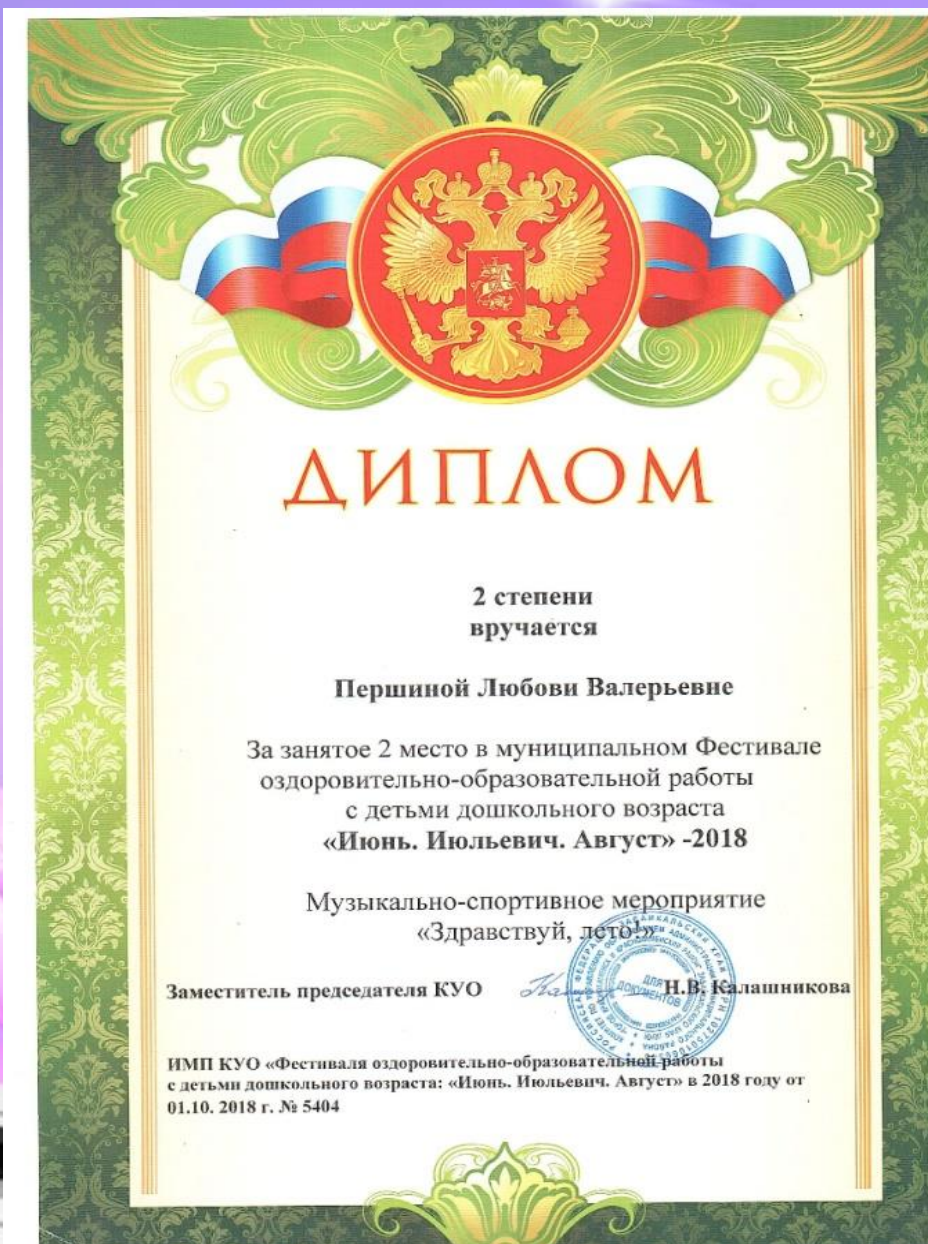 ДИПЛОМ
2 степени
вручается
Першиной Любови Валерьевне
За занятое 2 место в муниципальном Фестивале
оздоровительно-образовательной работы
с детьми дошкольного возраста
«Июнь. Июльевич. Август» -2018
Музыкально-спортивное мероприятие
«Здравствуй, лето!»
Заместитель председателя КУО Н.В. Калашникова
ДЛЯ
ДОКУМЕНТОВ
ИМП КУО «Фестиваля оздоровительно-образовательной работы
с детьми дошкольного возраста: «Июнь. Июльевич. Август» в 2018 году от
01.10. 2018 г. № 5404